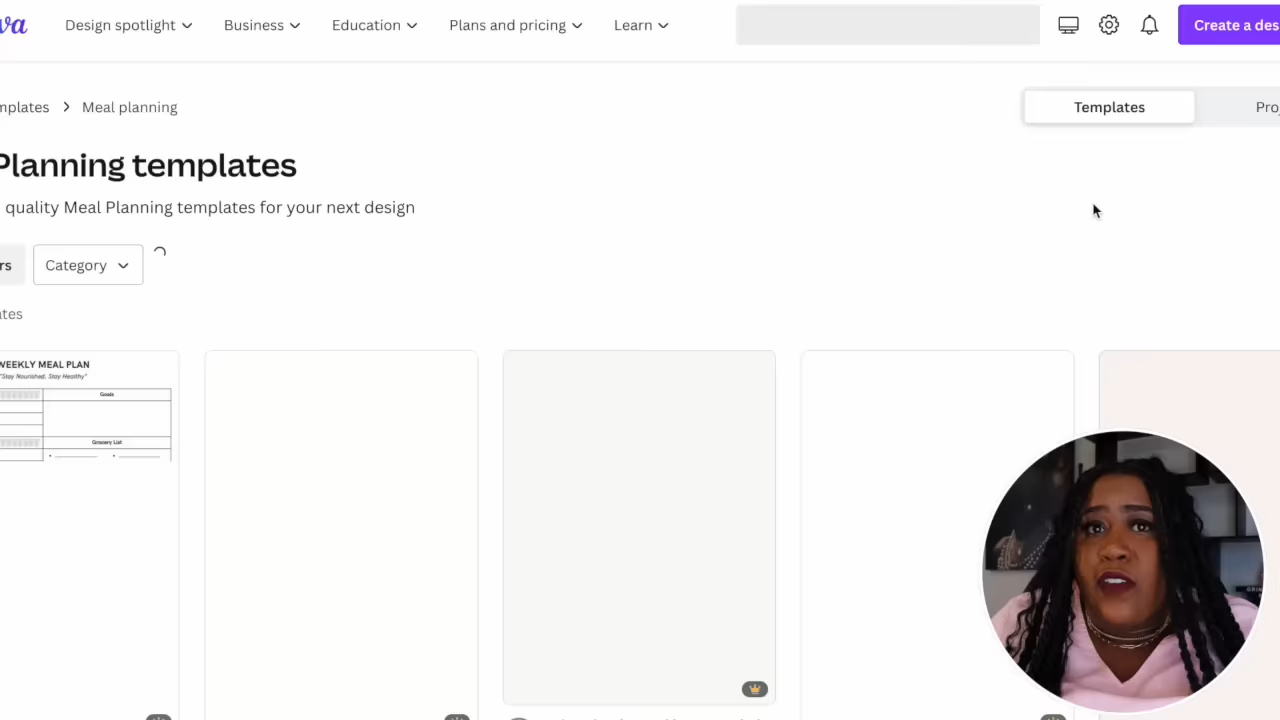 va
Design spotlight
Business
Education
Plans and pricing
Learn
Create a des
mplates
Meal planning
Templates
Pro
Planning templates
quality Meal Planning templates for your next design
rs
Category
ates
WEEKLY MEAL PLAN
"Stay Nourished, Stay Healthy"
Goals
Grocery List